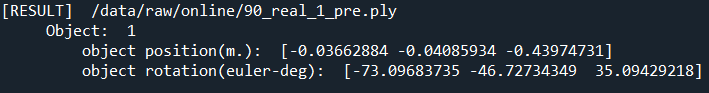 [RESULT] /data/raw/online/90_real_1_pre.ply
Object: 1
object position(m.): [-0.03662884 -0.04085934 -0.43974731]
object rotation(euler-deg): [-73.09683735 -46.72734349 35.09429218]